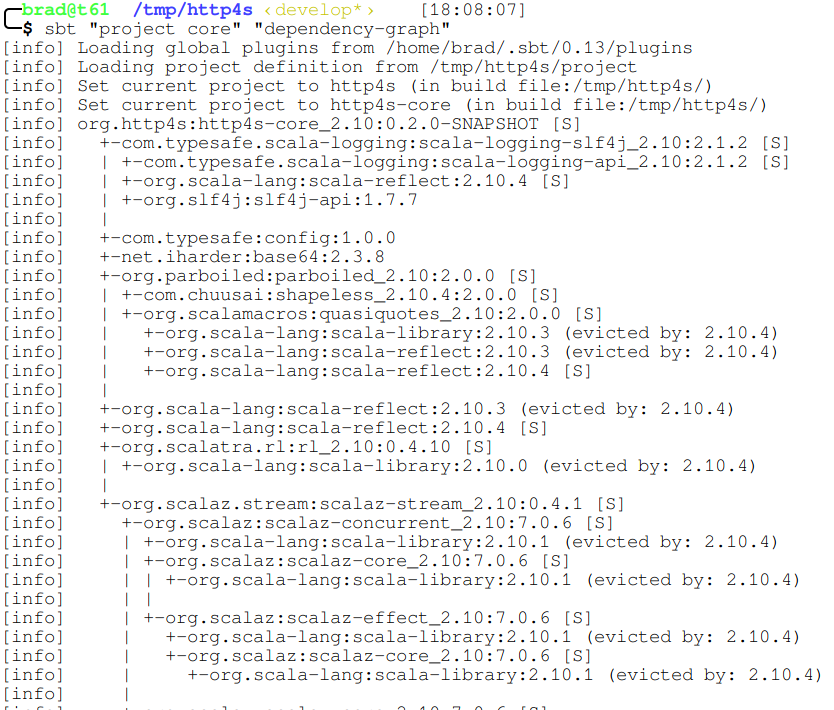 brad@t61 /tmp/http4s ‹develop*› [18:08:07]
$ sbt "project core" "dependency-graph"
[info] Loading global plugins from /home/brad/.sbt/0.13/plugins
[info] Loading project definition from /tmp/http4s/project
[info] Set current project to http4s (in build file:/tmp/http4s/)
[info] Set current project to http4s-core (in build file:/tmp/http4s/)
[info] org.http4s:http4s-core_2.10:0.2.0-SNAPSHOT [S]
[info]   +-com.typesafe.scala-logging:scala-logging-slf4j_2.10:2.1.2 [S]
[info]   | +-com.typesafe.scala-logging:scala-logging-api_2.10:2.1.2 [S]
[info]   | +-org.scala-lang:scala-reflect:2.10.4 [S]
[info]   | +-org.slf4j:slf4j-api:1.7.7
[info]   |
[info]   +-com.typesafe:config:1.0.0
[info]   +-net.iharder:base64:2.3.8
[info]   +-org.parboiled:parboiled_2.10:2.0.0 [S]
[info]   | +-com.chuusai:shapeless_2.10.4:2.0.0 [S]
[info]   | +-org.scalamacros:quasiquotes_2.10:2.0.0 [S]
[info]   |   +-org.scala-lang:scala-library:2.10.3 (evicted by: 2.10.4)
[info]   |   +-org.scala-lang:scala-reflect:2.10.3 (evicted by: 2.10.4)
[info]   |   +-org.scala-lang:scala-reflect:2.10.4 [S]
[info]   |
[info]   +-org.scala-lang:scala-reflect:2.10.3 (evicted by: 2.10.4)
[info]   +-org.scala-lang:scala-reflect:2.10.4 [S]
[info]   +-org.scalatra.rl:rl_2.10:0.4.10 [S]
[info]   | +-org.scala-lang:scala-library:2.10.0 (evicted by: 2.10.4)
[info]   |
[info]   +-org.scalaz.stream:scalaz-stream_2.10:0.4.1 [S]
[info]     +-org.scalaz:scalaz-concurrent_2.10:7.0.6 [S]
[info]     | +-org.scala-lang:scala-library:2.10.1 (evicted by: 2.10.4)
[info]     | +-org.scalaz:scalaz-core_2.10:7.0.6 [S]
[info]     | | +-org.scala-lang:scala-library:2.10.1 (evicted by: 2.10.4)
[info]     | |
[info]     | +-org.scalaz:scalaz-effect_2.10:7.0.6 [S]
[info]     |   +-org.scala-lang:scala-library:2.10.1 (evicted by: 2.10.4)
[info]     |   +-org.scalaz:scalaz-core_2.10:7.0.6 [S]
[info]     |     +-org.scala-lang:scala-library:2.10.1 (evicted by: 2.10.4)
[info]     |